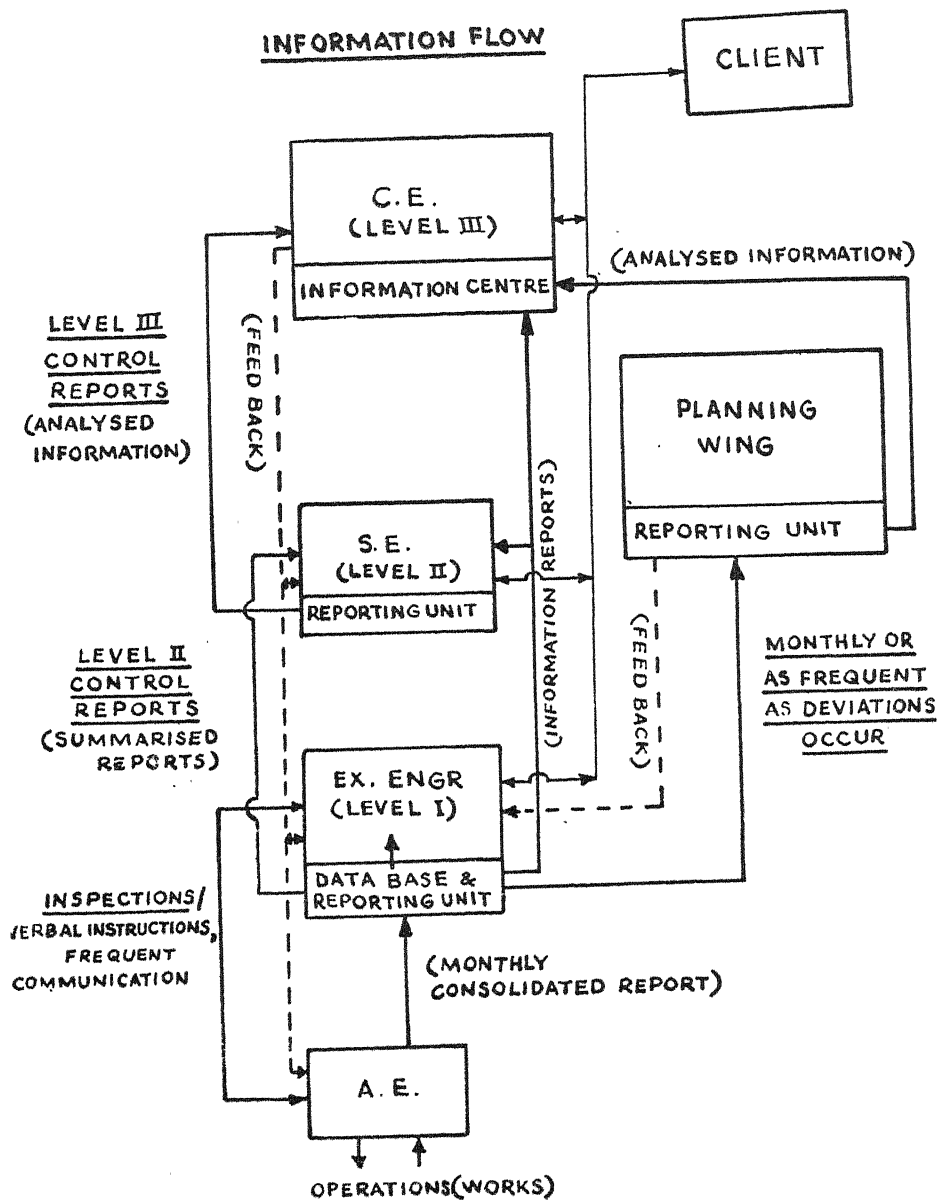 INFORMATION FLOW
CLIENT
C.E.
(LEVEL III)
INFORMATION CENTRE
(ANALYSED INFORMATION)
LEVEL III
CONTROL
REPORTS
(ANALYSED
INFORMATION)
(FEED BACK)
PLANNING
WING
REPORTING UNIT
S.E.
(LEVEL II)
REPORTING UNIT
(INFORMATION REPORTS)
(FEED BACK)
LEVEL II
CONTROL
REPORTS
(SUMMARISED
REPORTS)
MONTHLY OR
AS FREQUENT
AS DEVIATIONS
OCCUR
EX. ENGR
(LEVEL I)
DATA BASE &
REPORTING UNIT
INSPECTIONS/
VERBAL INSTRUCTIONS,
FREQUENT
COMMUNICATION
(MONTHLY
CONSOLIDATED REPORT)
A.E.
OPERATIONS(WORKS)